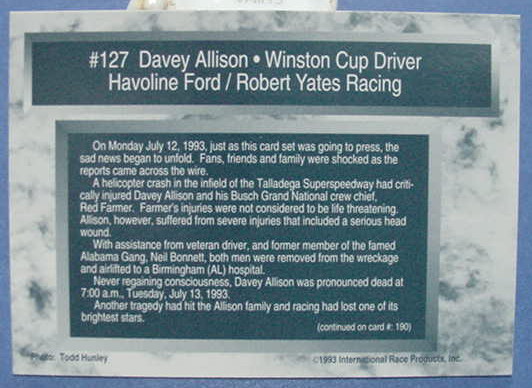 #127 Davey Allison • Winston Cup Driver
Havoline Ford / Robert Yates Racing
On Monday July 12, 1993, just as this card set was going to press, the
sad news began to unfold. Fans, friends and family were shocked as the
reports came across the wire.
A helicopter crash in the infield of the Talladega Superspeedway had criti-
cally injured Davey Allison and his Busch Grand National crew chief,
Red Farmer. Farmer's injuries were not considered to be life threatening.
Allison, however, suffered from severe injuries that included a serious head
wound.
With assistance from veteran driver, and former member of the famed
Alabama Gang, Neil Bonnett, both men were removed from the wreckage
and airlifted to a Birmingham (AL) hospital.
Never regaining consciousness, Davey Allison was pronounced dead at
7:00 a.m., Tuesday, July 13, 1993.
Another tragedy had hit the Allison family and racing had lost one of its
brightest stars.
(continued on card #: 190)
Photo: Todd Hunley
©1993 International Race Products, Inc.